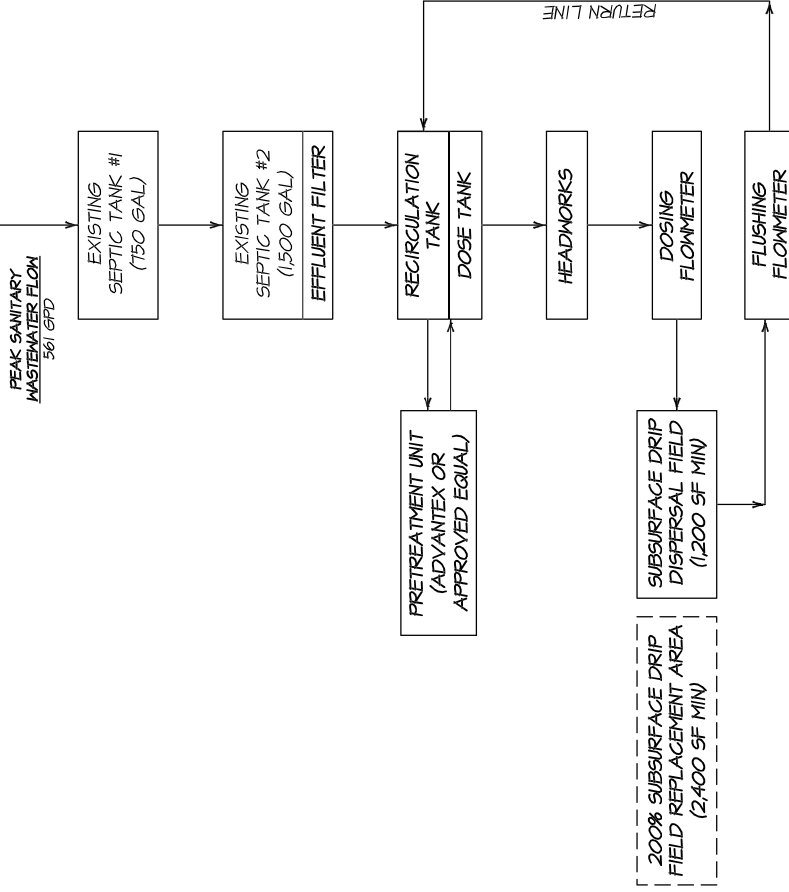 PEAK SANITARY
WASTEWATER FLOW
561 GPD
EXISTING
SEPTIC TANK #1
(750 GAL)
EXISTING
SEPTIC TANK #2
(1,500 GAL)
EFFLUENT FILTER
RECIRCULATION
TANK
DOSE TANK
HEADWORKS
DOSING
FLOWMETER
FLUSHING
FLOWMETER
RETURN LINE
PRETREATMENT UNIT
(ADVANTEX OR
APPROVED EQUAL)
SUBSURFACE DRIP
DISPERSAL FIELD
(1,200 SF MIN)
200% SUBSURFACE DRIP
FIELD REPLACEMENT AREA
(2,400 SF MIN)